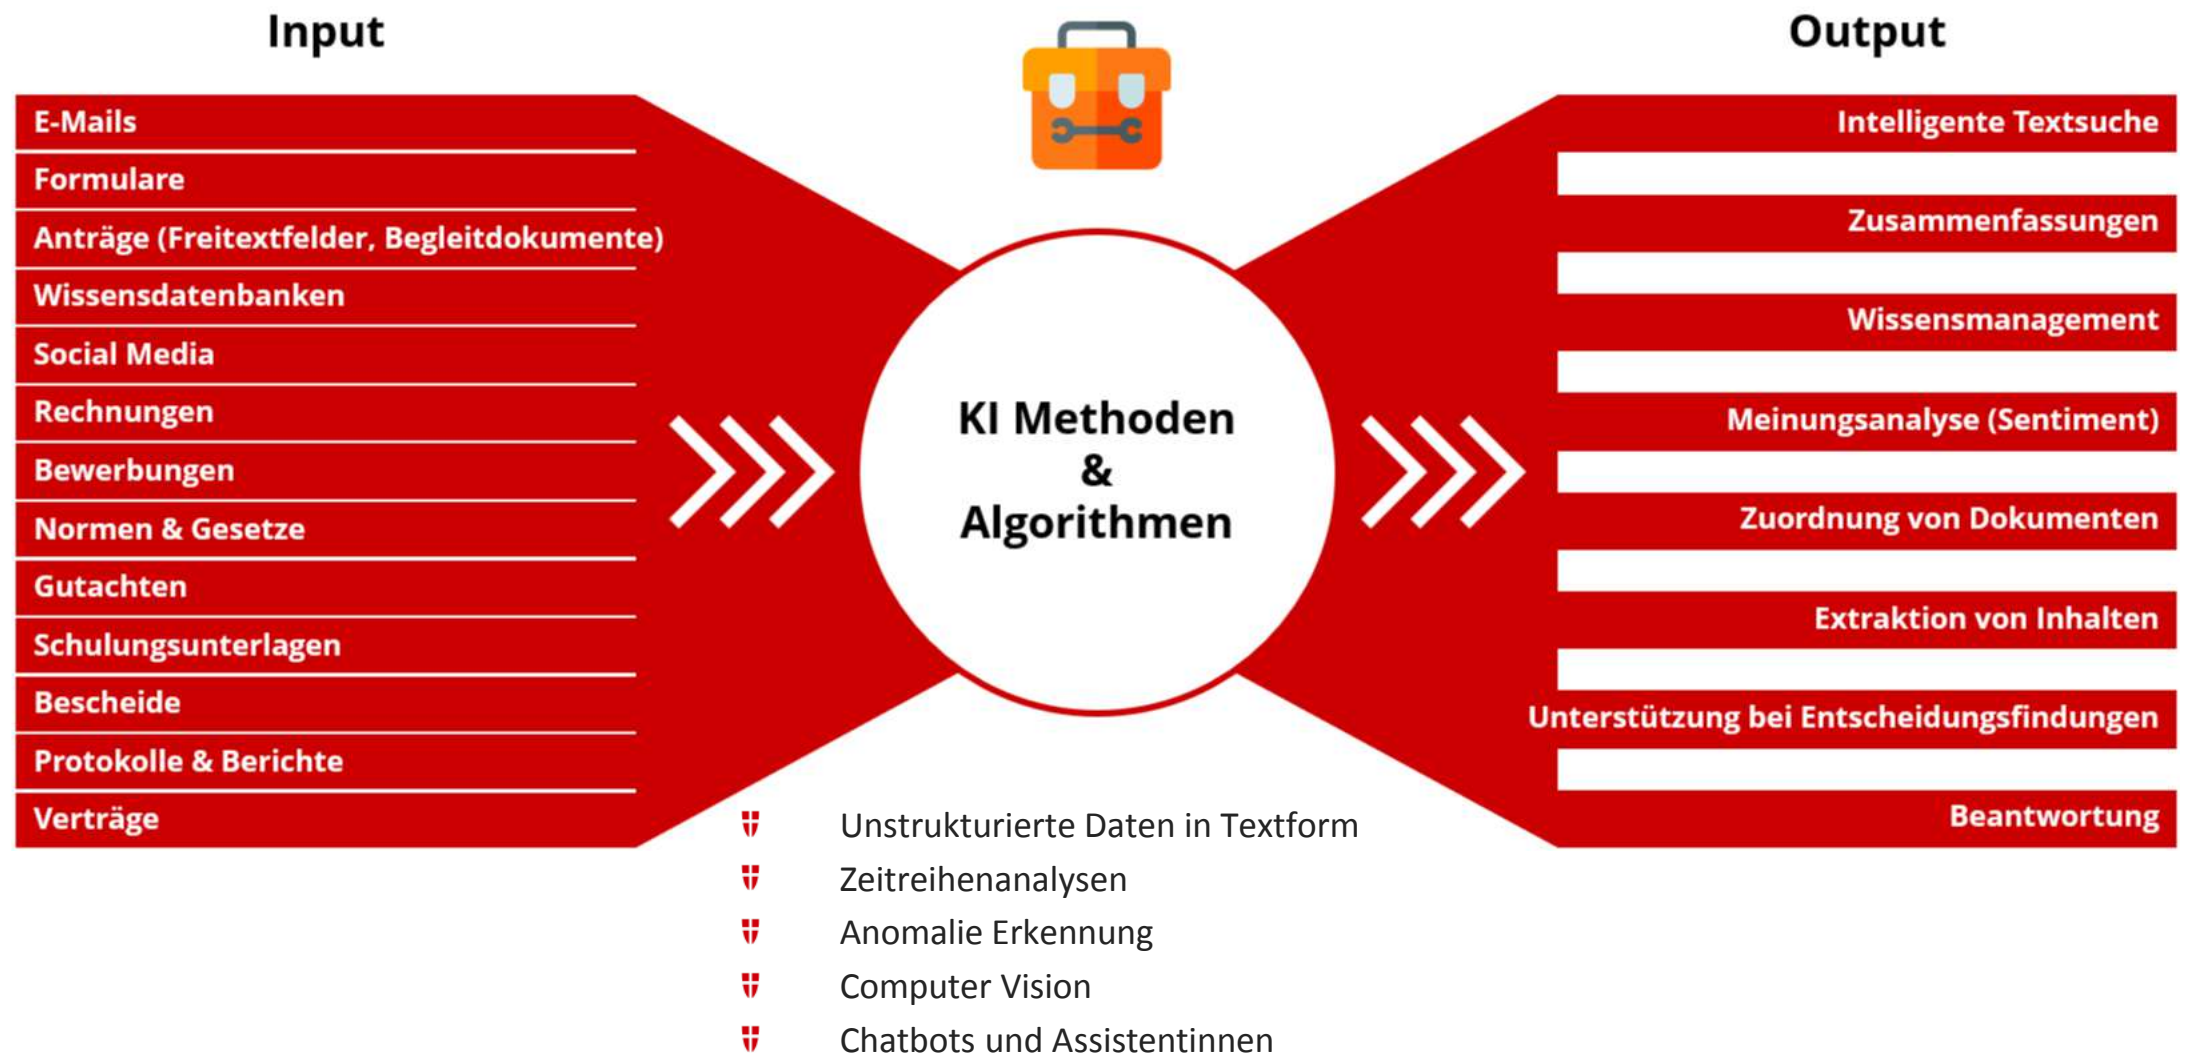 Input
E-Mails
Formulare
Anträge (Freitextfelder, Begleitdokumente)
Wissensdatenbanken
Social Media
Rechnungen
Bewerbungen
Normen & Gesetze
Gutachten
Schulungsunterlagen
Bescheide
Protokolle & Berichte
Verträge
KI Methoden
&
Algorithmen
Output
Intelligente Textsuche
Zusammenfassungen
Wissensmanagement
Meinungsanalyse (Sentiment)
Zuordnung von Dokumenten
Extraktion von Inhalten
Unterstützung bei Entscheidungsfindungen
Beantwortung
Unstrukturierte Daten in Textform
Zeitreihenanalysen
Anomalie Erkennung
Computer Vision
Chatbots und Assistentinnen